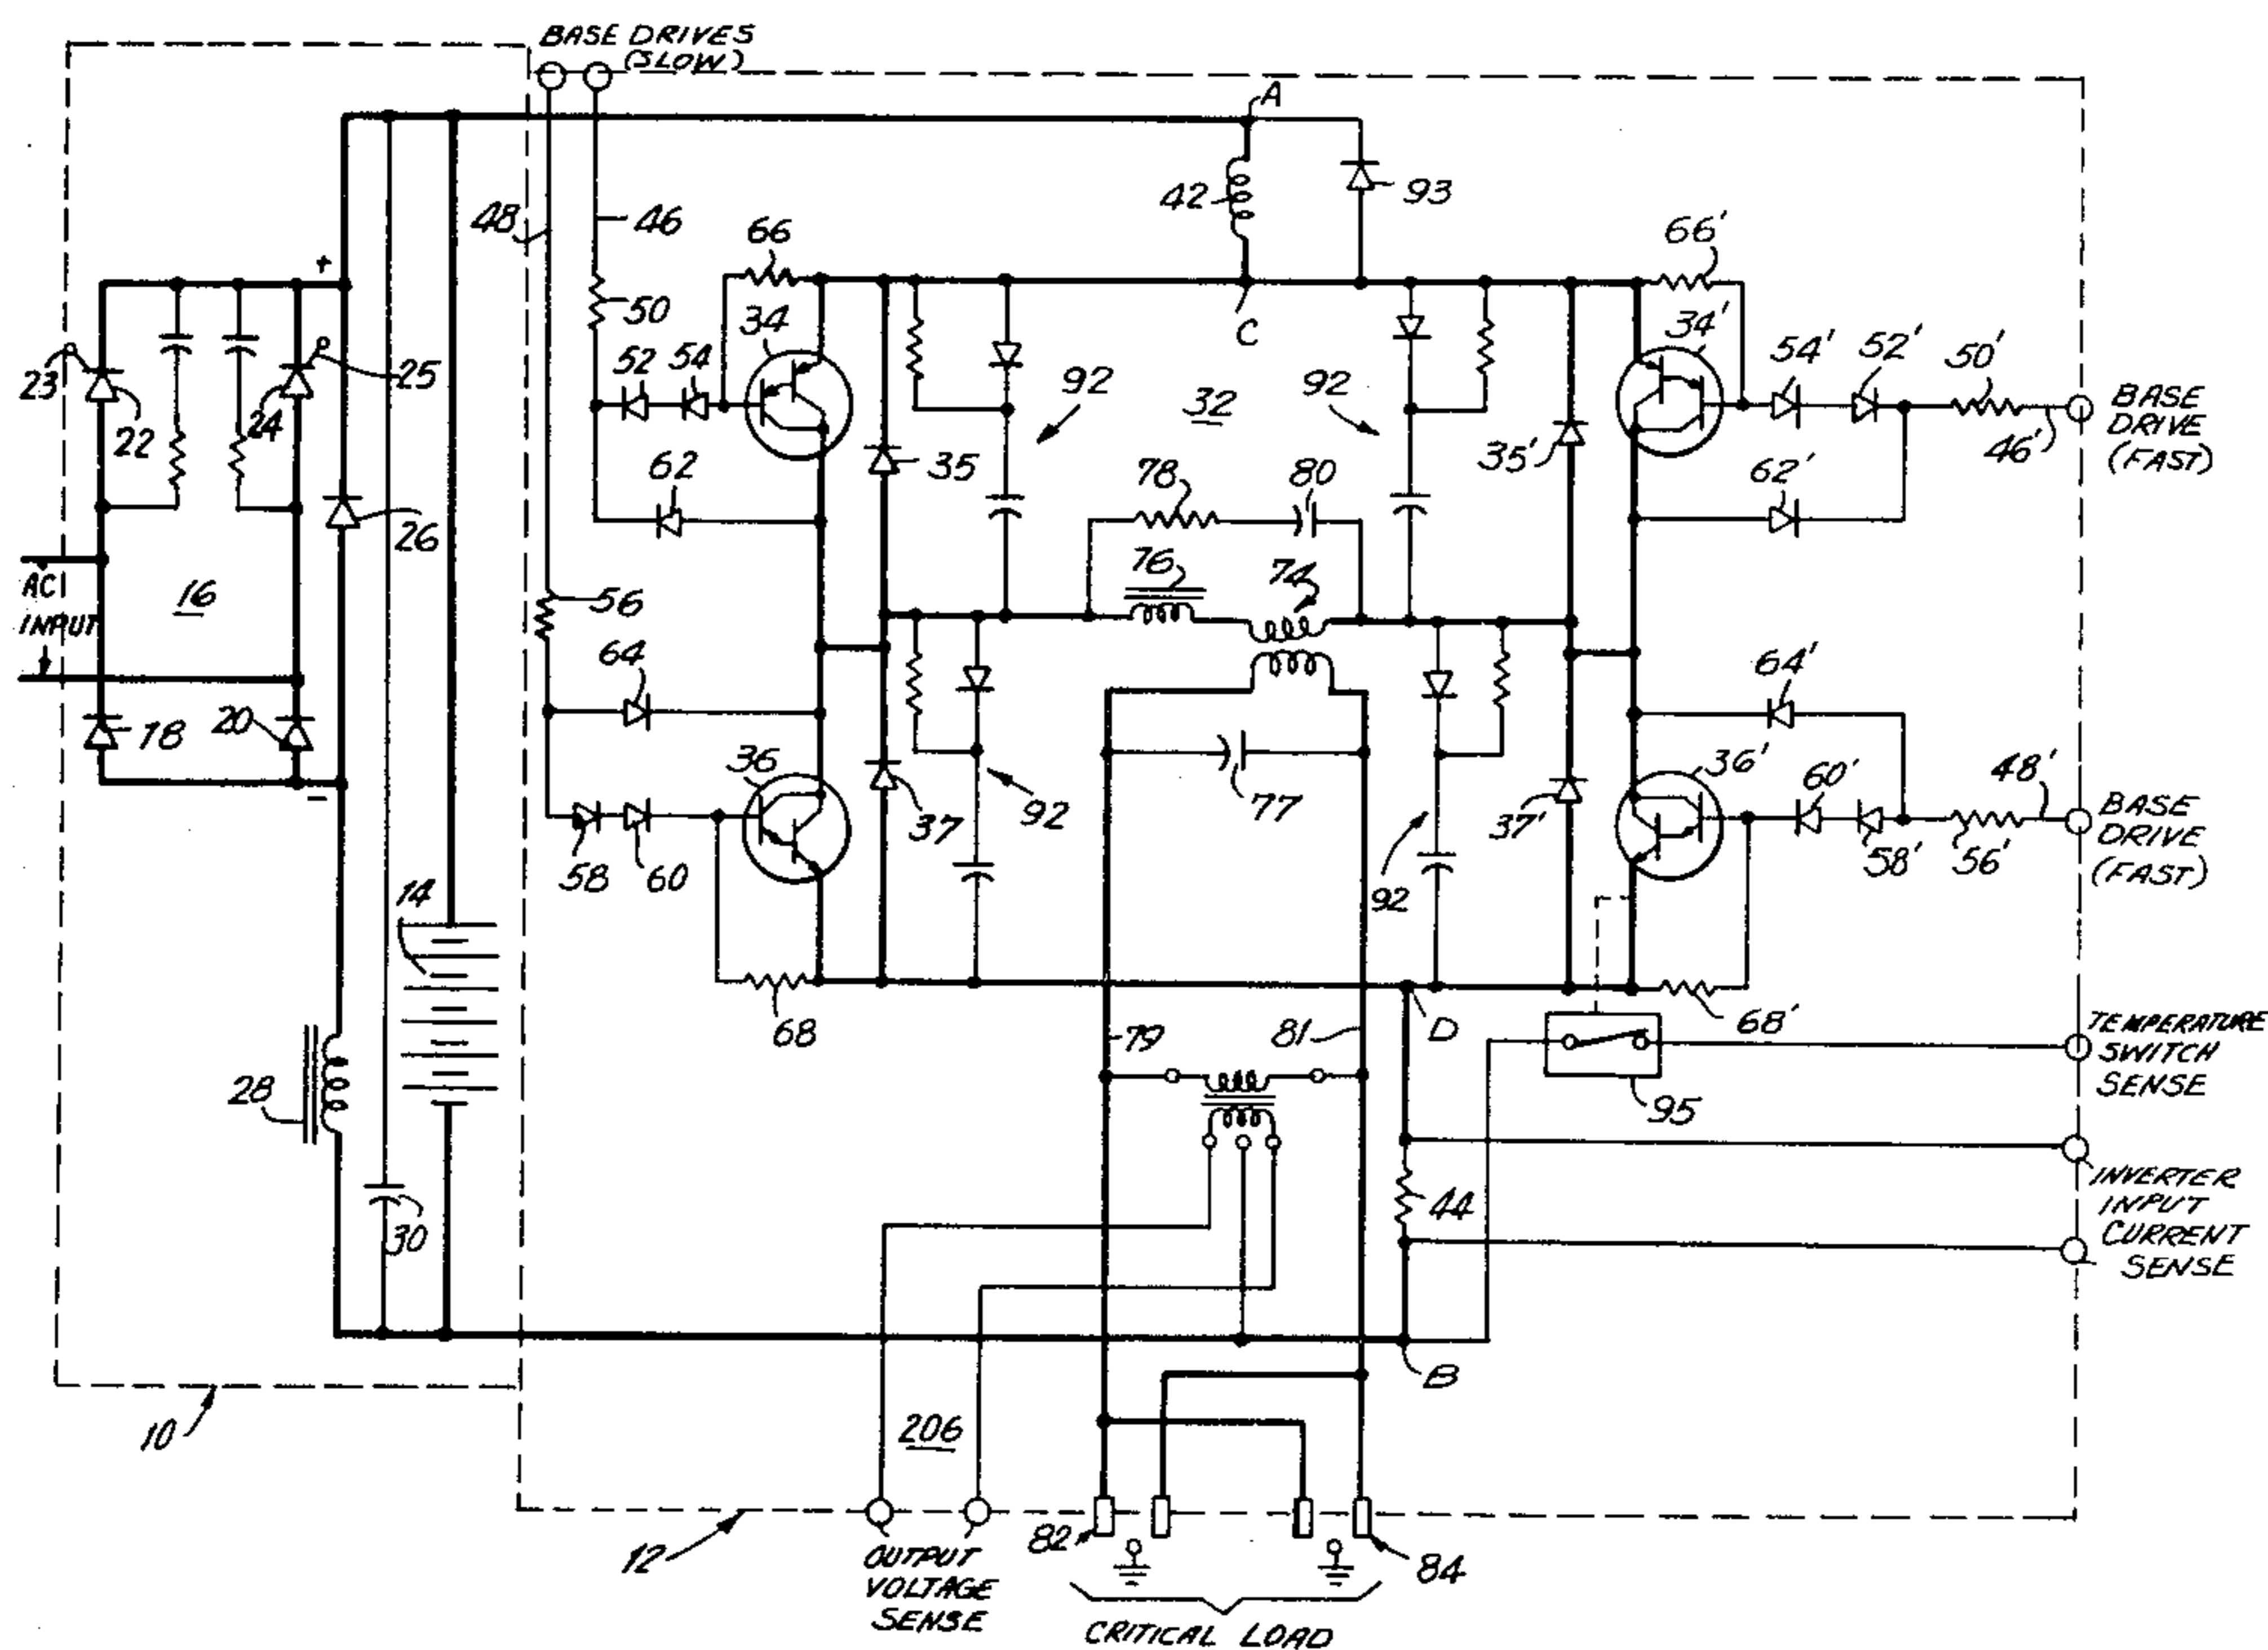 BASE DRIVES
(SLOW)
A
42
93
48
46
66
66'
+
50
34
C
34'
54'
52'
50'
52
54
92
32
92
BASE
DRIVE
(FAST)
23
25
22
24
46'
62
35
78
80
35'
62'
26
AC
INPUT
16
56
76
74
64
64'
18
20
36
36'
60'
48'
-
37
92
77
37'
BASE
DRIVE
(FAST)
58
60
58'
56'
14
92
68
79
81
D
68'
TEMPERATURE
SWITCH
SENSE
28
95
44
INVERTER
INPUT
CURRENT
SENSE
30
B
10
206
12
82
84
OUTPUT
VOLTAGE
SENSE
CRITICAL LOAD